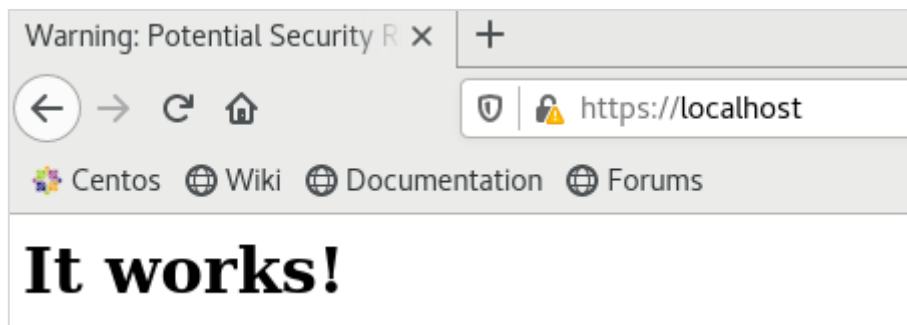 Warning: Potential Security R
https://localhost
Centos Wiki Documentation Forums
It works!